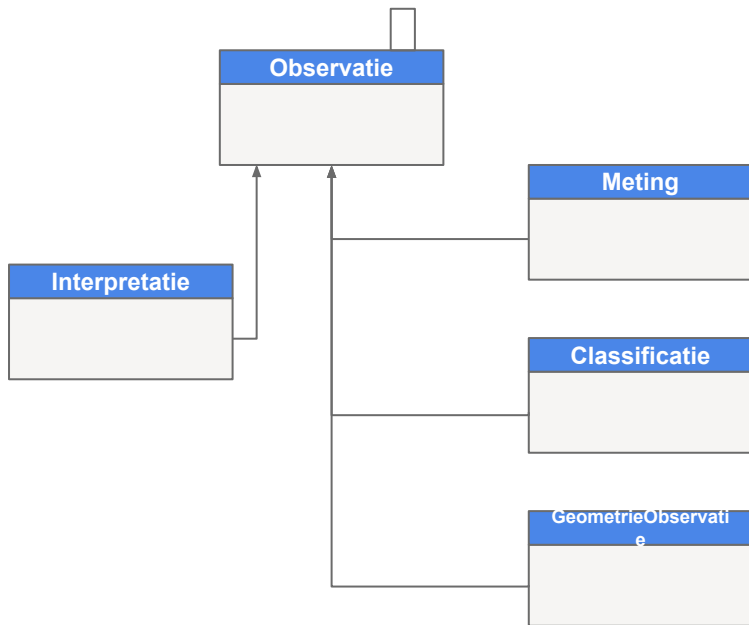 Observatie
Meting
Interpretatie
Classificatie
GeometrieObservati
e